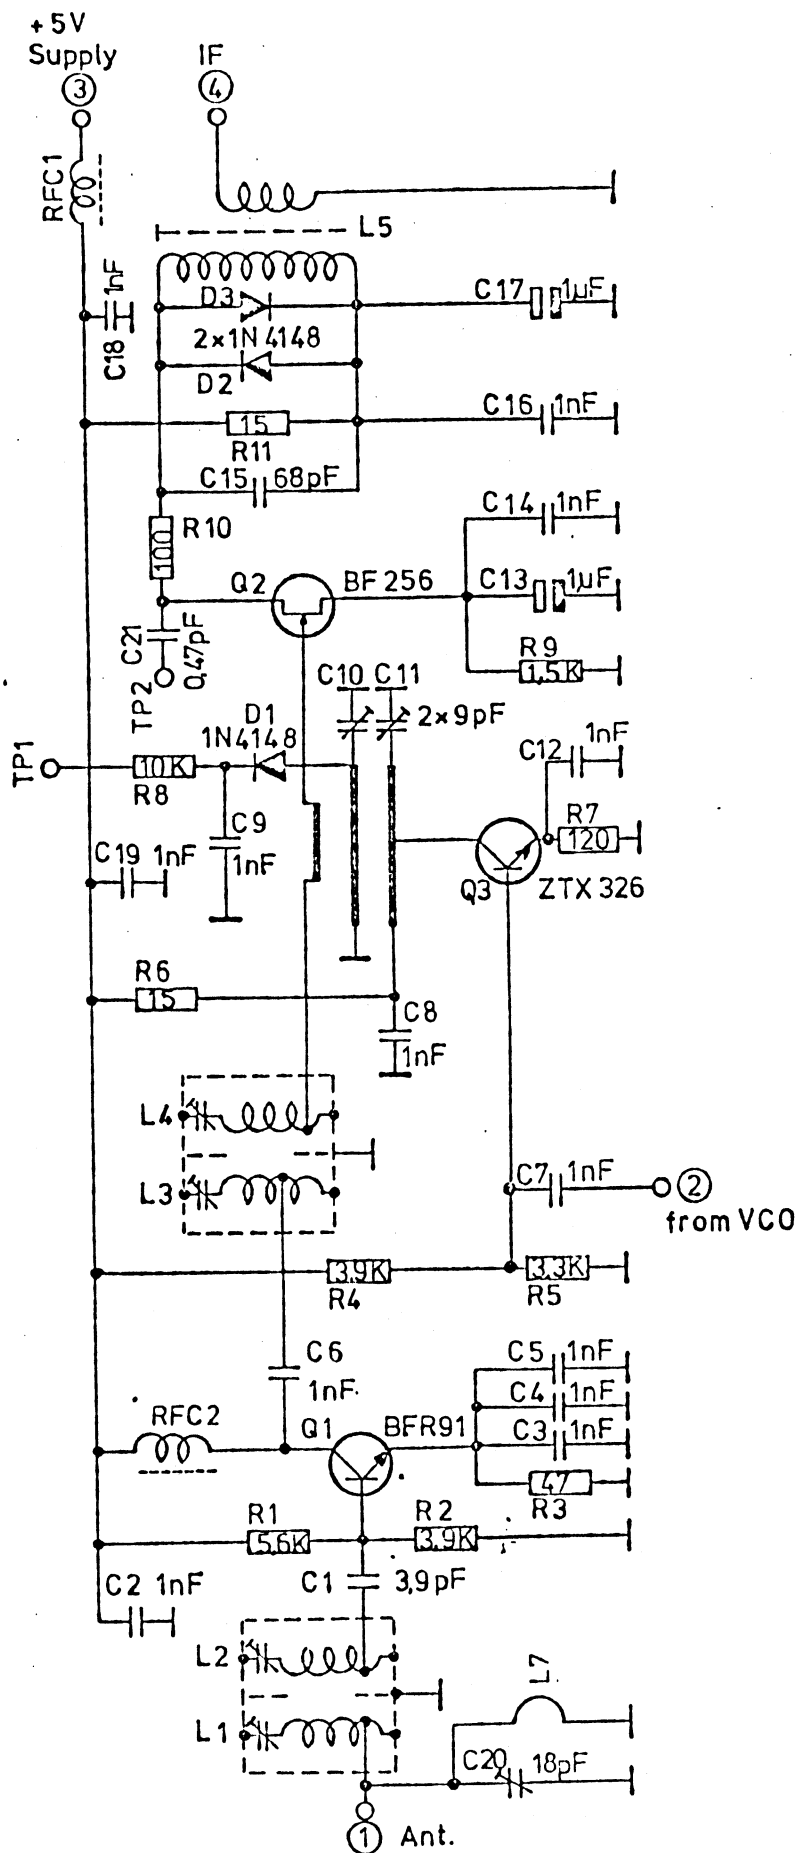 +5V
Supply
3
IF
4
RFC1
L5
1nF
C18
D3
C17
1µF
2x1N4148
D2
C16
1nF
15
R11
C15
68pF
C14
1nF
R10
100
Q2
BF256
C13
1µF
C21
0,47pF
TP2
R9
1,5K
C10
C11
2x9pF
D1
1N4148
C12
1nF
TP1
10K
R8
R7
120
C9
1nF
C19
1nF
Q3
ZTX326
R6
15
C8
1nF
L4
L3
C7
1nF
2
from VCO
3.9K
R4
3.3K
R5
C6
1nF
C5
1nF
C4
1nF
RFC2
Q1
BFR91
C3
1nF
47
R3
R1
5.6K
R2
3.9K
C2
1nF
C1
3,9pF
L2
L7
L1
C20
18pF
1
Ant.